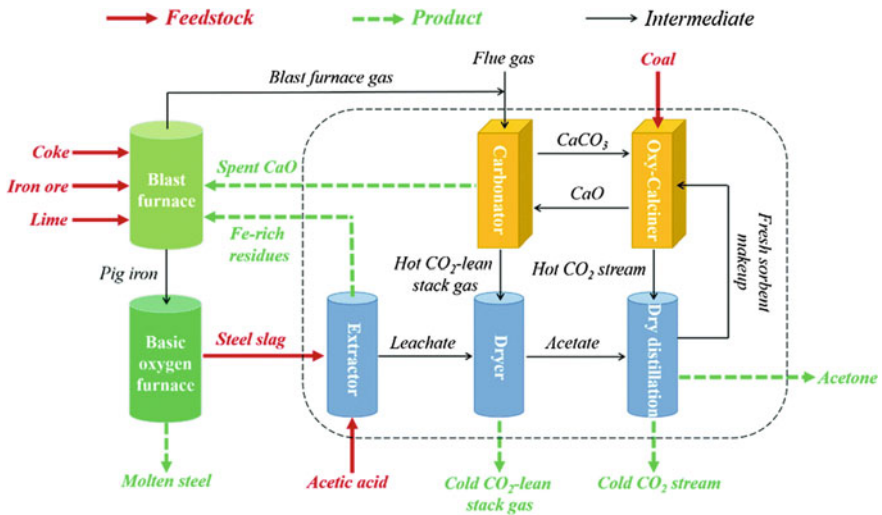 Feedstock
Product
Intermediate
Blast furnace gas
Flue gas
Coal
Coke
Iron ore
Lime
Blast
furnace
Spent CaO
Fe-rich
residues
Carbonator
CaCO₃
CaO
Oxy-Calciner
Fresh sorbent
makeup
Pig iron
Hot CO₂-lean
stack gas
Hot CO₂ stream
Basic
oxygen
furnace
Steel slag
Extractor
Leachate
Dryer
Acetate
Dry distillation
Acetone
Molten steel
Acetic acid
Cold CO₂-lean
stack gas
Cold CO₂ stream